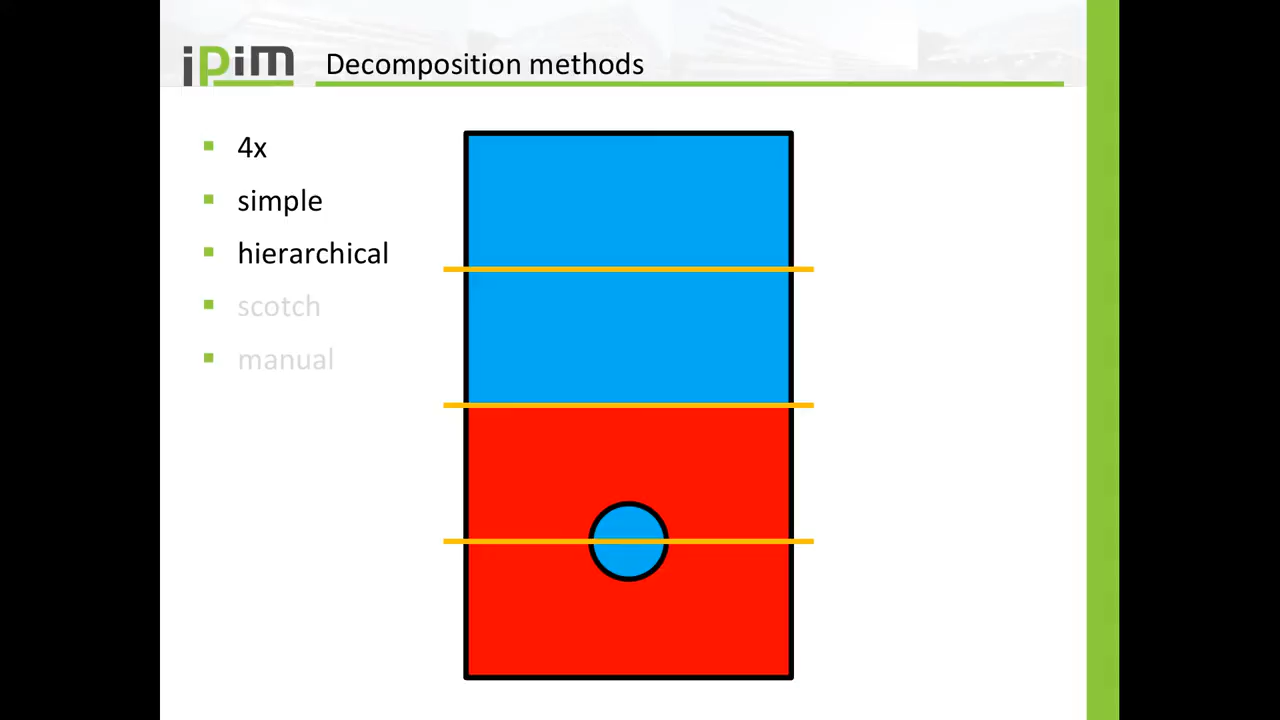 ipim
Decomposition methods
4x
simple
hierarchical
scotch
manual